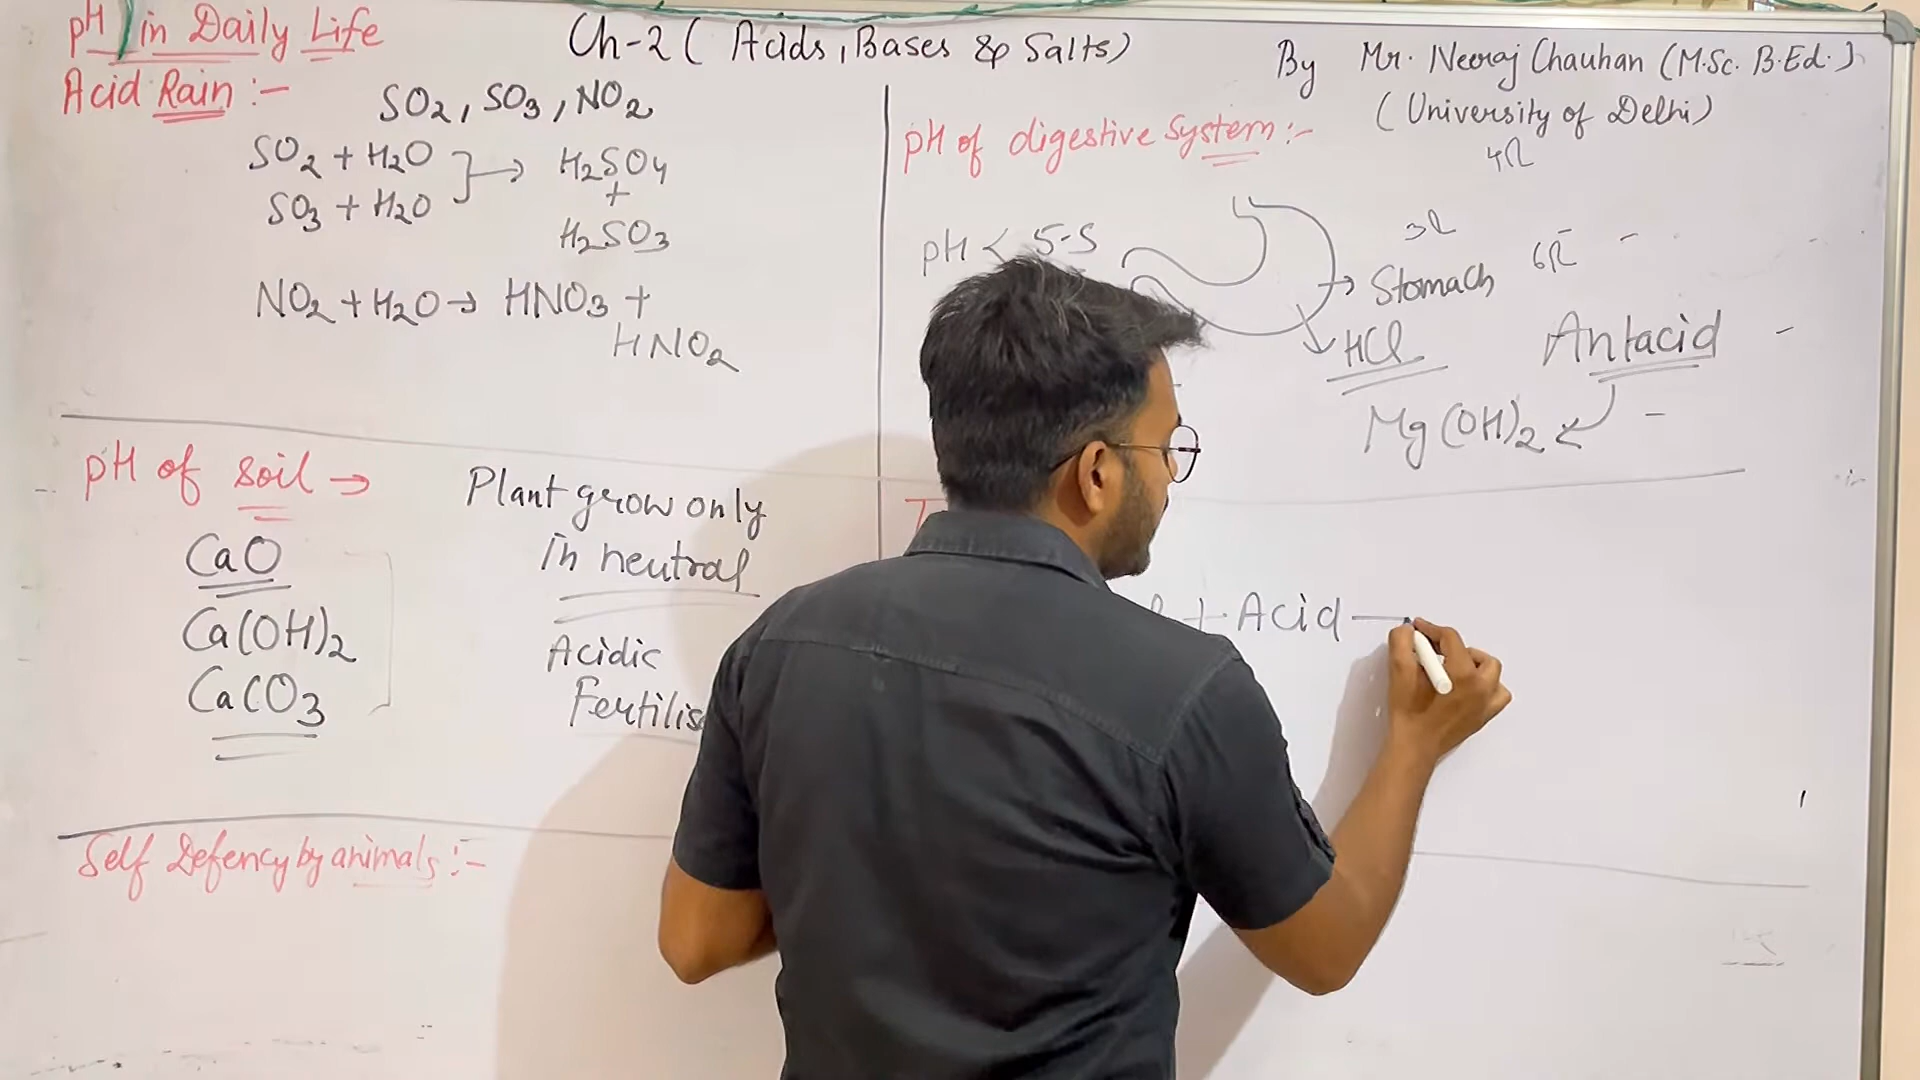 pH in Daily Life
Ch-2 ( Acids, Bases & Salts)
By Mr. Neeraj Chauhan (M.Sc. B.Ed.)
( University of Delhi)
Acid Rain :-
SO2, SO3, NO2
SO2 + H2O
SO3 + H2O
→ H2SO4
+
H2SO3
NO2 + H2O → HNO3 +
HNO2
pH of digestive System :-
pH < 5-5
→ Stomach
HCl
Antacid
Mg(OH)2
pH of soil →
CaO
Ca(OH)2
CaCO3
Plant grow only
in neutral
Acidic
+ Acid —
Self Defency by animals :-